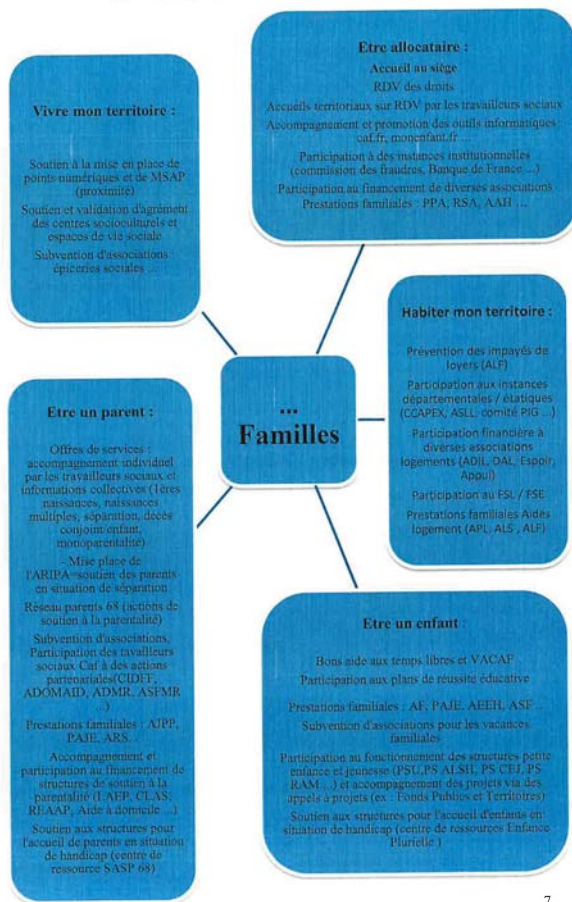 Etre allocataire :
Accueil au siège
RDV des droits
Accueils territoriaux sur RDV par les travailleurs sociaux
Accompagnement et promotion des outils informatiques :
caf.fr, monenfant.fr ...
Participation à des instances institutionnelles
(commission des fraudes, Banque de France ...)
Participation au financement de diverses associations
Prestations familiales : PPA, RSA, AAH ...
Vivre mon territoire :
Soutien à la mise en place de
points numériques et de MSAP
(proximité)
Soutien et validation d'agrément
des centres socioculturels et
espaces de vie sociale
Subvention d'associations :
épiceries sociales ...
Habiter mon territoire :
Prévention des impayés de
loyers (ALF)
Participation aux instances
départementales / étatiques
(CCAPEX, ASLL, comité PIG ...)
Participation financière à
diverses associations
logements (ADIL, DAL, Espoir,
Appui)
Participation au FSL / FSE
Prestations familiales Aides
logement (APL, ALS , ALF)
...
Familles
Etre un parent :
Offres de services :
accompagnement individuel
par les travailleurs sociaux et
informations collectives (1ères
naissances, naissances
multiples, séparation, décès
conjoint/enfant,
monoparentalité)
- Mise place de
l'ARIPA=soutien des parents
en situation de séparation
Réseau parents 68 (actions de
soutien à la parentalité)
Subvention d'associations,
Participation des tavailleurs
sociaux Caf à des actions
partenariales(CIDFF,
ADOMAID, ADMR, ASFMR
...)
Prestations familiales : AJPP,
PAJE, ARS...
Accompagnement et
participation au financement de
structures de soutien à la
parentalité (LAEP, CLAS,
REAAP, Aide à domicile ...)
Soutien aux structures pour
l'accueil de parents en situation
de handicap (centre de
ressource SASP 68)
Etre un enfant :
Bons aide aux temps libres et VACAF
Participation aux plans de réussite éducative
Prestations familiales : AF, PAJE, AEEH, ASF...
Subvention d'associations pour les vacances
familiales
Participation au fonctionnement des structures petite
enfance et jeunesse (PSU,PS ALSH, PS CEJ, PS
RAM ...) et accompagnement des projets via des
appels à projets (ex : Fonds Publics et Territoires)
Soutien aux structures pour l'accueil d'enfants en
situation de handicap (centre de ressources Enfance
Plurielle )
7